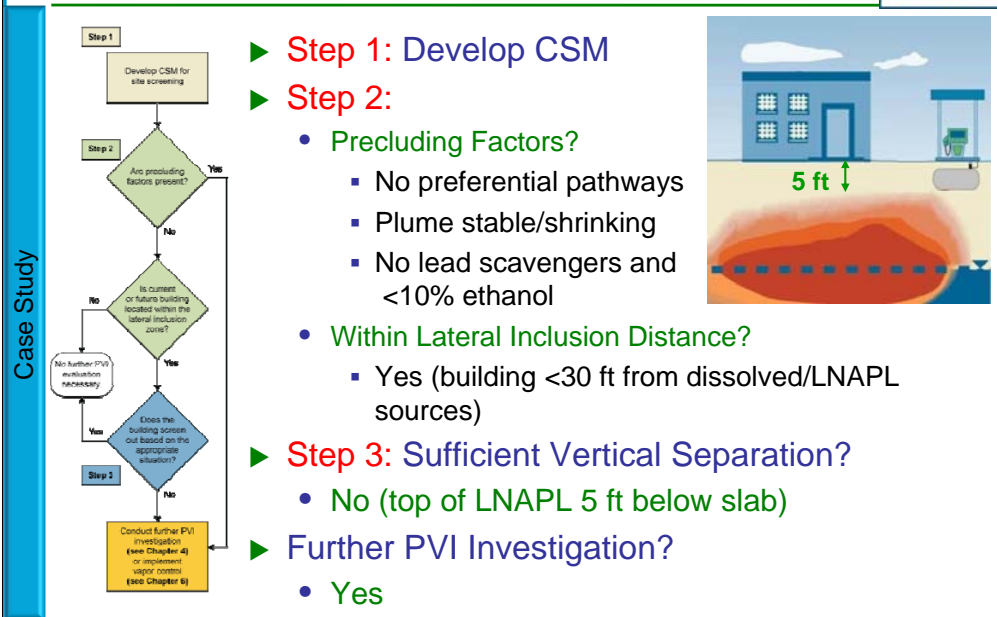 Case Study
Step 1
Develop CSM for
site screening
Step 2
Are precluding
factors present?
Yes
No
Is current
or future building
located within the
lateral inclusion
zone?
No
Yes
No further PVI
evaluation
necessary
Does the
building screen
out based on the
appropriate
situation?
Yes
Step 3
No
Conduct further PVI
investigation
(see Chapter 4)
or implement
vapor control
(see Chapter 6)
Step 1: Develop CSM
Step 2:
Precluding Factors?
No preferential pathways
Plume stable/shrinking
No lead scavengers and
<10% ethanol
Within Lateral Inclusion Distance?
Yes (building <30 ft from dissolved/LNAPL
sources)
Step 3: Sufficient Vertical Separation?
No (top of LNAPL 5 ft below slab)
Further PVI Investigation?
Yes
5 ft